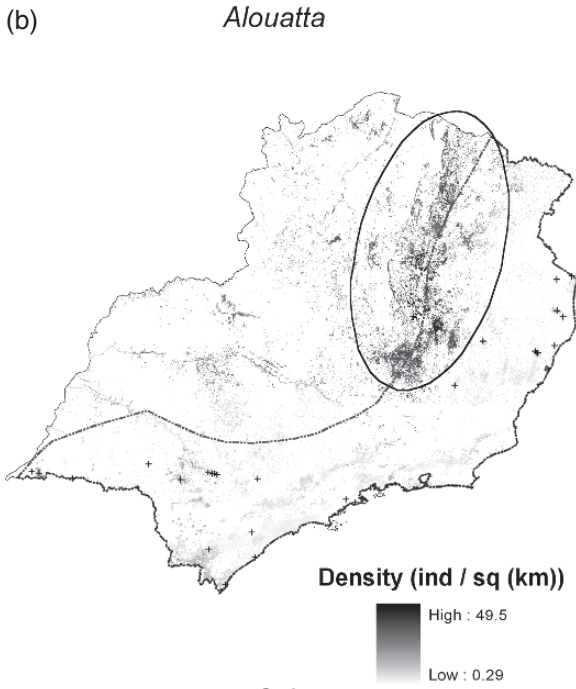 (b)
Alouatta
Density (ind / sq (km))
High : 49.5
Low : 0.29